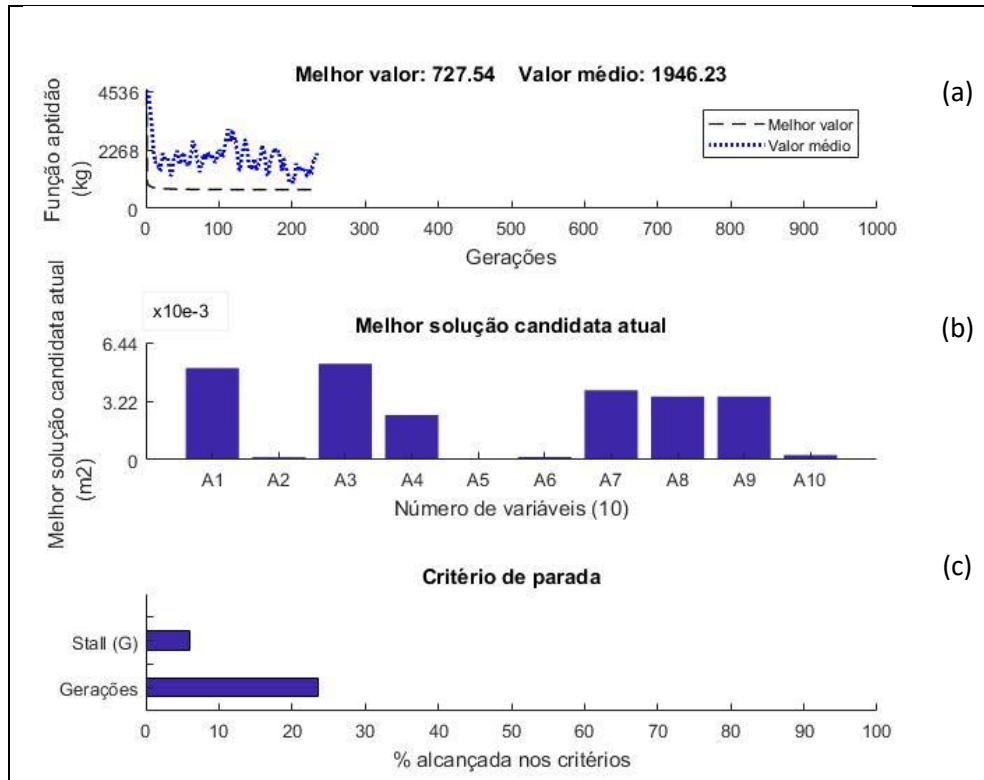 Melhor valor: 727.54 Valor médio: 1946.23
(a)
Função aptidão
(kg)
4536
2268
0
Melhor valor
Valor médio
0 100 200 300 400 500 600 700 800 900 1000
Gerações
x10e-3
Melhor solução candidata atual
(b)
Melhor solução candidata atual
(m2)
6.44
3.22
0
A1 A2 A3 A4 A5 A6 A7 A8 A9 A10
Número de variáveis (10)
Critério de parada
(c)
Stall (G)
Gerações
0 10 20 30 40 50 60 70 80 90 100
% alcançada nos critérios